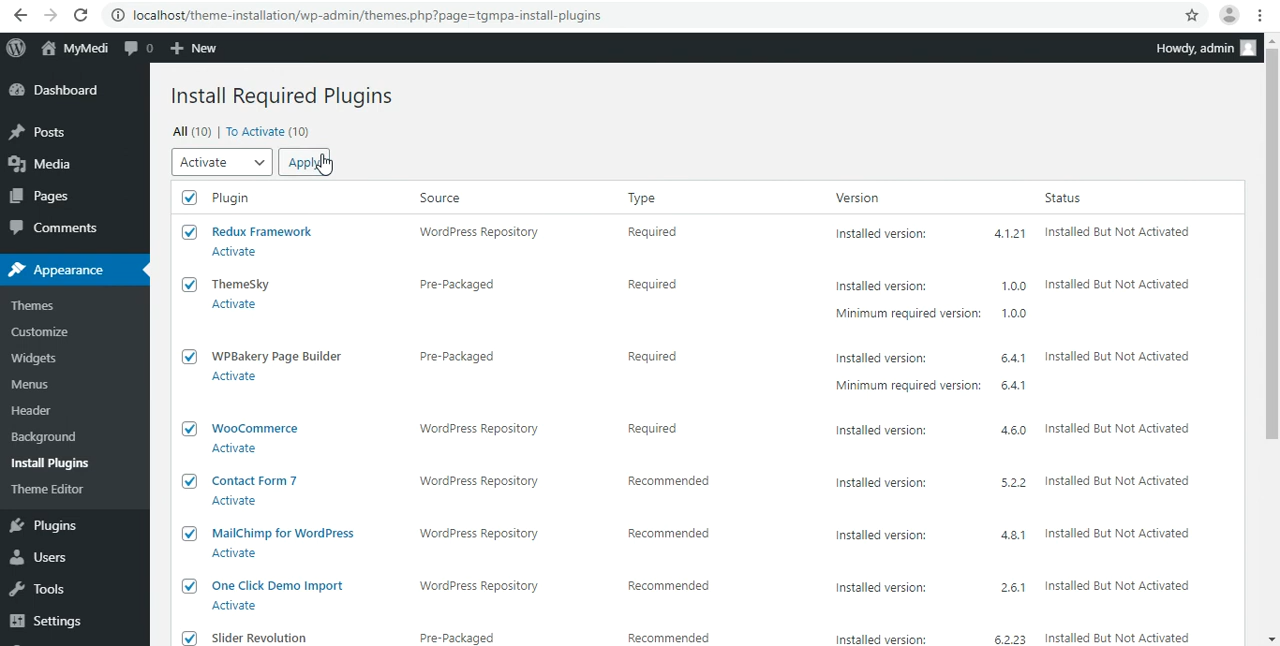 localhost/theme-installation/wp-admin/themes.php?page=tgmpa-install-plugins
MyMedi 0 New Howdy, admin
Dashboard
Posts
Media
Pages
Comments
Appearance
Themes
Customize
Widgets
Menus
Header
Background
Install Plugins
Theme Editor
Plugins
Users
Tools
Settings
Install Required Plugins
All (10) | To Activate (10)
Activate Apply
Plugin Source Type Version Status
Redux Framework WordPress Repository Required Installed version: 4.1.21 Installed But Not Activated
Activate
ThemeSky Pre-Packaged Required Installed version: 1.0.0 Installed But Not Activated
Activate Minimum required version: 1.0.0
WPBakery Page Builder Pre-Packaged Required Installed version: 6.4.1 Installed But Not Activated
Activate Minimum required version: 6.4.1
WooCommerce WordPress Repository Required Installed version: 4.6.0 Installed But Not Activated
Activate
Contact Form 7 WordPress Repository Recommended Installed version: 5.2.2 Installed But Not Activated
Activate
MailChimp for WordPress WordPress Repository Recommended Installed version: 4.8.1 Installed But Not Activated
Activate
One Click Demo Import WordPress Repository Recommended Installed version: 2.6.1 Installed But Not Activated
Activate
Slider Revolution Pre-Packaged Recommended Installed version: 6.2.23 Installed But Not Activated